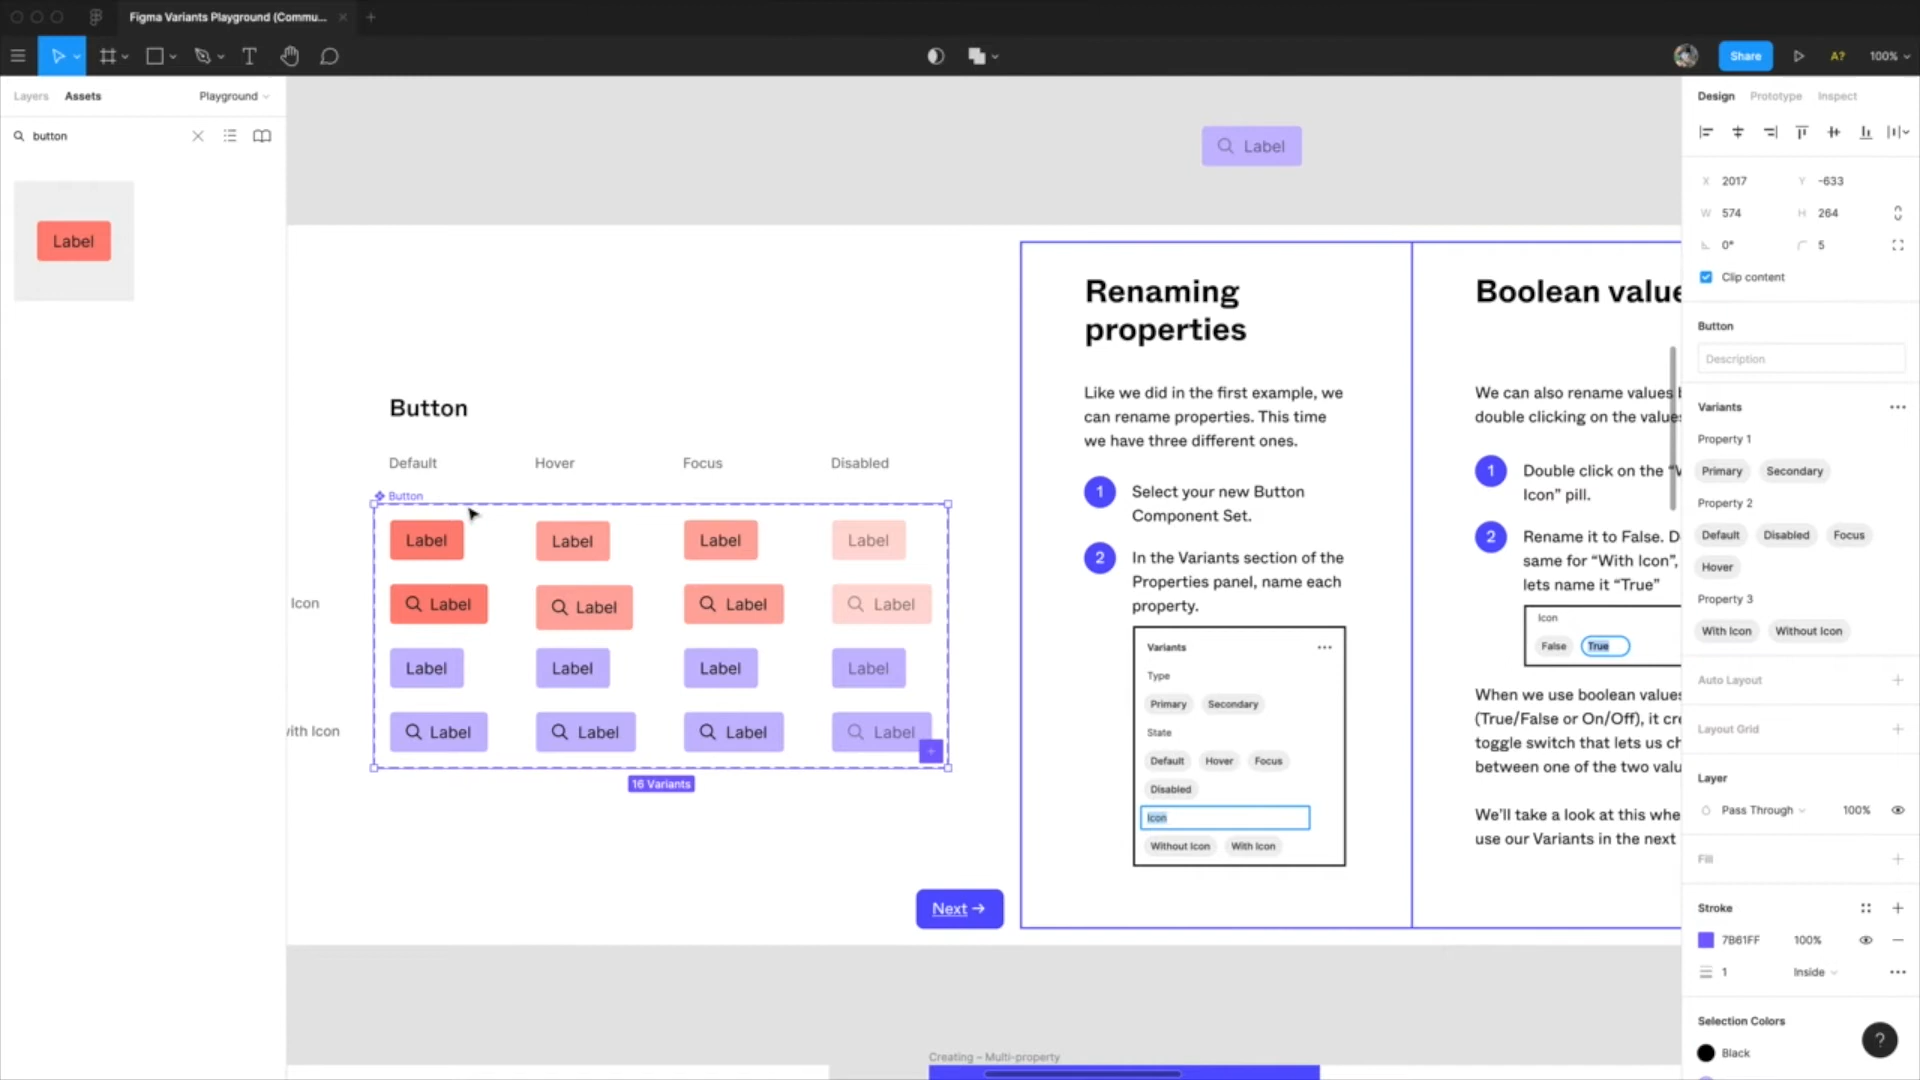 Figma Variants Playground (Commu...
Share
A?
100%
Layers
Assets
Playground
button
Label
Label
Button
Default
Hover
Focus
Disabled
Button
Label
Label
Label
Label
Icon
Label
Label
Label
Label
Label
Label
Label
Label
with Icon
Label
Label
Label
Label
16 Variants
Next →
Renaming
properties
Like we did in the first example, we
can rename properties. This time
we have three different ones.
1
Select your new Button
Component Set.
2
In the Variants section of the
Properties panel, name each
property.
Variants
Type
Primary
Secondary
State
Default
Hover
Focus
Disabled
Icon
Without Icon
With Icon
Boolean value
We can also rename values b
double clicking on the values
1
Double click on the “W
Icon” pill.
2
Rename it to False. D
same for “With Icon”,
lets name it “True”
Icon
False
True
When we use boolean values
(True/False or On/Off), it cre
toggle switch that lets us ch
between one of the two valu
We’ll take a look at this whe
use our Variants in the next
Creating – Multi-property
Design
Prototype
Inspect
X 2017
Y -633
W 574
H 264
0°
5
Clip content
Button
Description
Variants
Property 1
Primary
Secondary
Property 2
Default
Disabled
Focus
Hover
Property 3
With Icon
Without Icon
Auto Layout
Layout Grid
Layer
Pass Through
100%
Fill
Stroke
7B61FF
100%
1
Inside
Selection Colors
Black
?